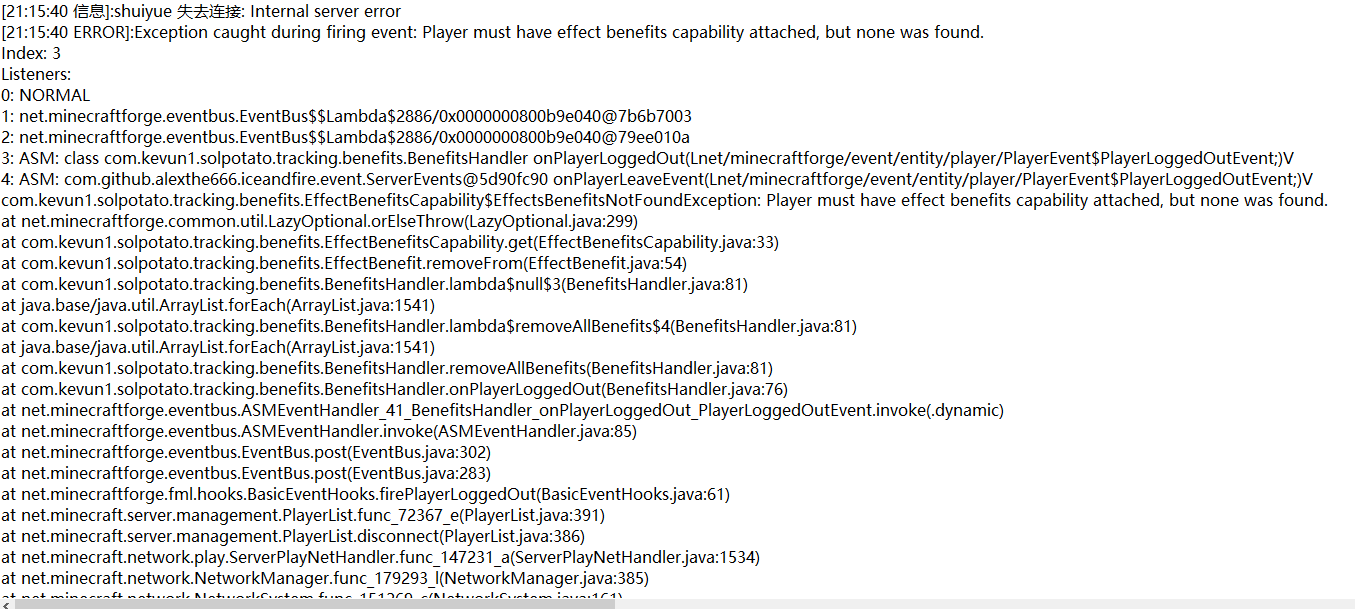 [21:15:40 信息]:shuiyue 失去连接: Internal server error
[21:15:40 ERROR]:Exception caught during firing event: Player must have effect benefits capability attached, but none was found.
Index: 3
Listeners:
0: NORMAL
1: net.minecraftforge.eventbus.EventBus$$Lambda$2886/0x0000000800b9e040@7b6b7003
2: net.minecraftforge.eventbus.EventBus$$Lambda$2886/0x0000000800b9e040@79ee010a
3: ASM: class com.kevun1.solpotato.tracking.benefits.BenefitsHandler onPlayerLoggedOut(Lnet/minecraftforge/event/entity/player/PlayerEvent$PlayerLoggedOutEvent;)V
4: ASM: com.github.alexthe666.iceandfire.event.ServerEvents@5d90fc90 onPlayerLeaveEvent(Lnet/minecraftforge/event/entity/player/PlayerEvent$PlayerLoggedOutEvent;)V
com.kevun1.solpotato.tracking.benefits.EffectBenefitsCapability$EffectsBenefitsNotFoundException: Player must have effect benefits capability attached, but none was found.
at net.minecraftforge.common.util.LazyOptional.orElseThrow(LazyOptional.java:299)
at com.kevun1.solpotato.tracking.benefits.EffectBenefitsCapability.get(EffectBenefitsCapability.java:33)
at com.kevun1.solpotato.tracking.benefits.EffectBenefit.removeFrom(EffectBenefit.java:54)
at com.kevun1.solpotato.tracking.benefits.BenefitsHandler.lambda$null$3(BenefitsHandler.java:81)
at java.base/java.util.ArrayList.forEach(ArrayList.java:1541)
at com.kevun1.solpotato.tracking.benefits.BenefitsHandler.lambda$removeAllBenefits$4(BenefitsHandler.java:81)
at java.base/java.util.ArrayList.forEach(ArrayList.java:1541)
at com.kevun1.solpotato.tracking.benefits.BenefitsHandler.removeAllBenefits(BenefitsHandler.java:81)
at com.kevun1.solpotato.tracking.benefits.BenefitsHandler.onPlayerLoggedOut(BenefitsHandler.java:76)
at net.minecraftforge.eventbus.ASMEventHandler_41_BenefitsHandler_onPlayerLoggedOut_PlayerLoggedOutEvent.invoke(.dynamic)
at net.minecraftforge.eventbus.ASMEventHandler.invoke(ASMEventHandler.java:85)
at net.minecraftforge.eventbus.EventBus.post(EventBus.java:302)
at net.minecraftforge.eventbus.EventBus.post(EventBus.java:283)
at net.minecraftforge.fml.hooks.BasicEventHooks.firePlayerLoggedOut(BasicEventHooks.java:61)
at net.minecraft.server.management.PlayerList.func_72367_e(PlayerList.java:391)
at net.minecraft.server.management.PlayerList.disconnect(PlayerList.java:386)
at net.minecraft.network.play.ServerPlayNetHandler.func_147231_a(ServerPlayNetHandler.java:1534)
at net.minecraft.network.NetworkManager.func_179293_l(NetworkManager.java:385)
at net.minecraft.network.NetworkSystem.func_151269_c(NetworkSystem.java:161)